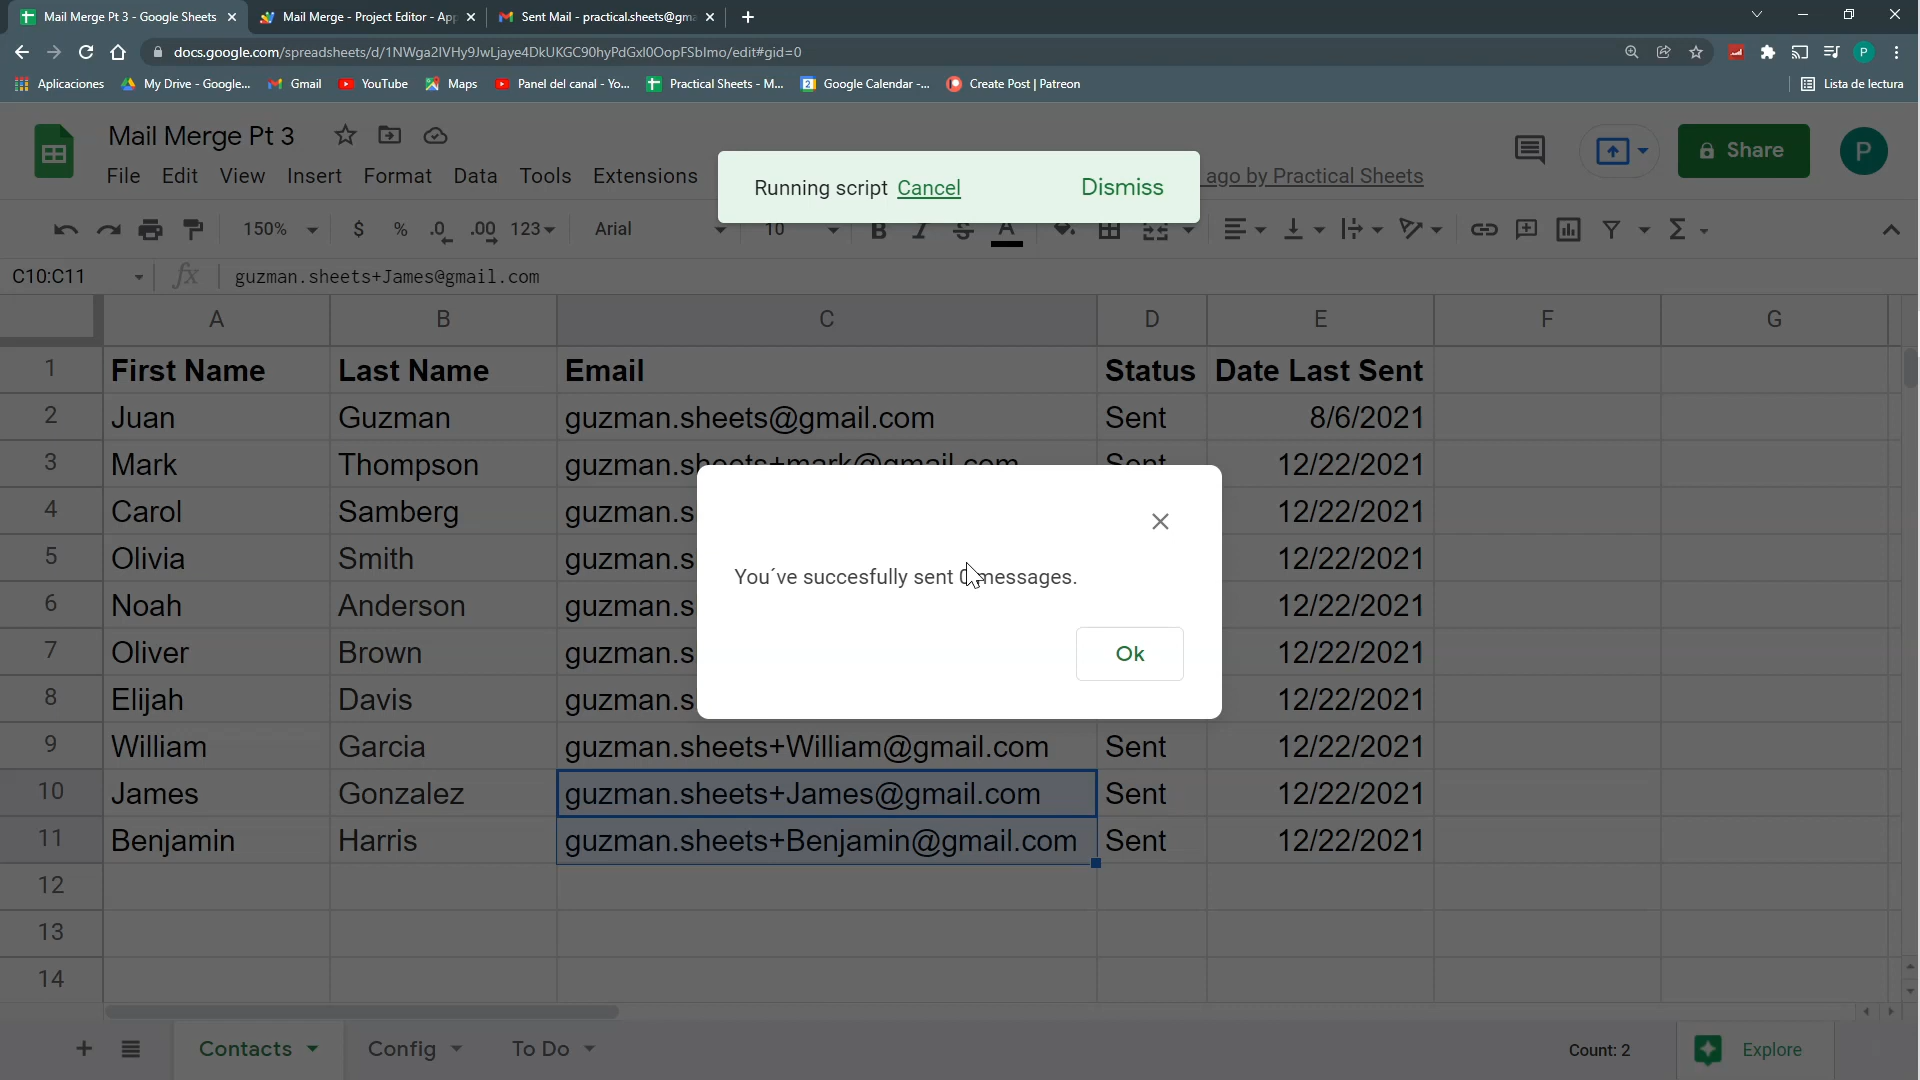 Mail Merge Pt 3 - Google Sheets
Mail Merge - Project Editor - App
Sent Mail - practical.sheets@gma
docs.google.com/spreadsheets/d/1NWga2IVHy9JwLjaye4DkUKGC90hyPdGxl0OopFSbImo/edit#gid=0
P
Aplicaciones My Drive - Google... Gmail YouTube Maps Panel del canal - Yo... Practical Sheets - M... Google Calendar -... Create Post | Patreon Lista de lectura
Mail Merge Pt 3
File Edit View Insert Format Data Tools Extensions
ago by Practical Sheets
Share
P
Running script Cancel Dismiss
150% $ % .0 .00 123 Arial 10 B I S A
C10:C11 fx guzman.sheets+James@gmail.com
A B C D E F G
1 First Name Last Name Email Status Date Last Sent
2 Juan Guzman guzman.sheets@gmail.com Sent 8/6/2021
3 Mark Thompson guzman.sheets+mark@gmail.com Sent 12/22/2021
4 Carol Samberg guzman.s 12/22/2021
5 Olivia Smith guzman.s 12/22/2021
6 Noah Anderson guzman.s 12/22/2021
7 Oliver Brown guzman.s 12/22/2021
8 Elijah Davis guzman.s 12/22/2021
9 William Garcia guzman.sheets+William@gmail.com Sent 12/22/2021
10 James Gonzalez guzman.sheets+James@gmail.com Sent 12/22/2021
11 Benjamin Harris guzman.sheets+Benjamin@gmail.com Sent 12/22/2021
12
13
14
You´ve succesfully sent 0 messages.
Ok
Contacts Config To Do
Count: 2
Explore